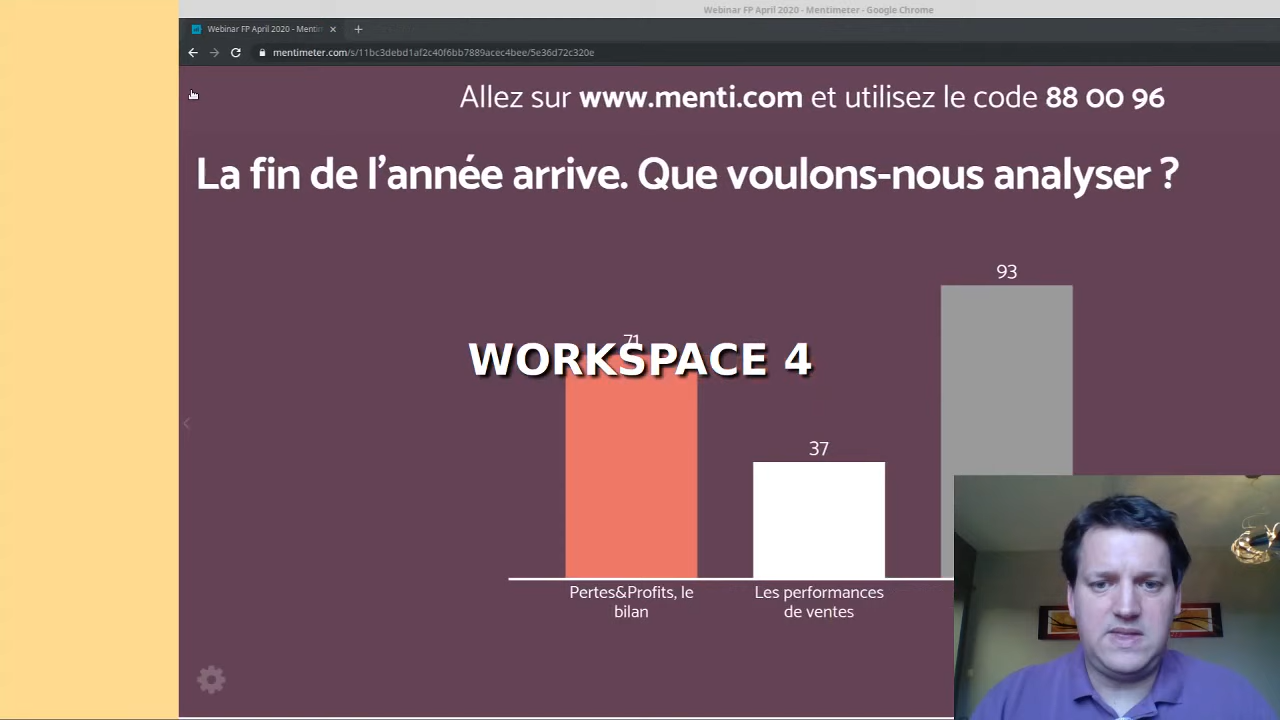 Webinar FP April 2020 - Mentimeter - Google Chrome
Webinar FP April 2020 - Mentim
mentimeter.com/s/11bc3debd1af2c40f6bb7889acec4bee/5e36d72c320e
Allez sur www.menti.com et utilisez le code 88 00 96
La fin de l'année arrive. Que voulons-nous analyser ?
93
71
WORKSPACE 4
37
Pertes&Profits, le
bilan
Les performances
de ventes